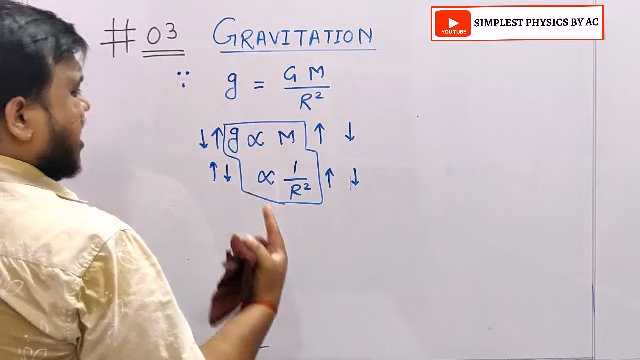 # 03 GRAVITATION
SIMPLEST PHYSICS BY AC
YOUTUBE
∵ g = GM/R²
↓↑ g ∝ M ↑ ↓
↑↓ ∝ 1/R² ↑ ↓